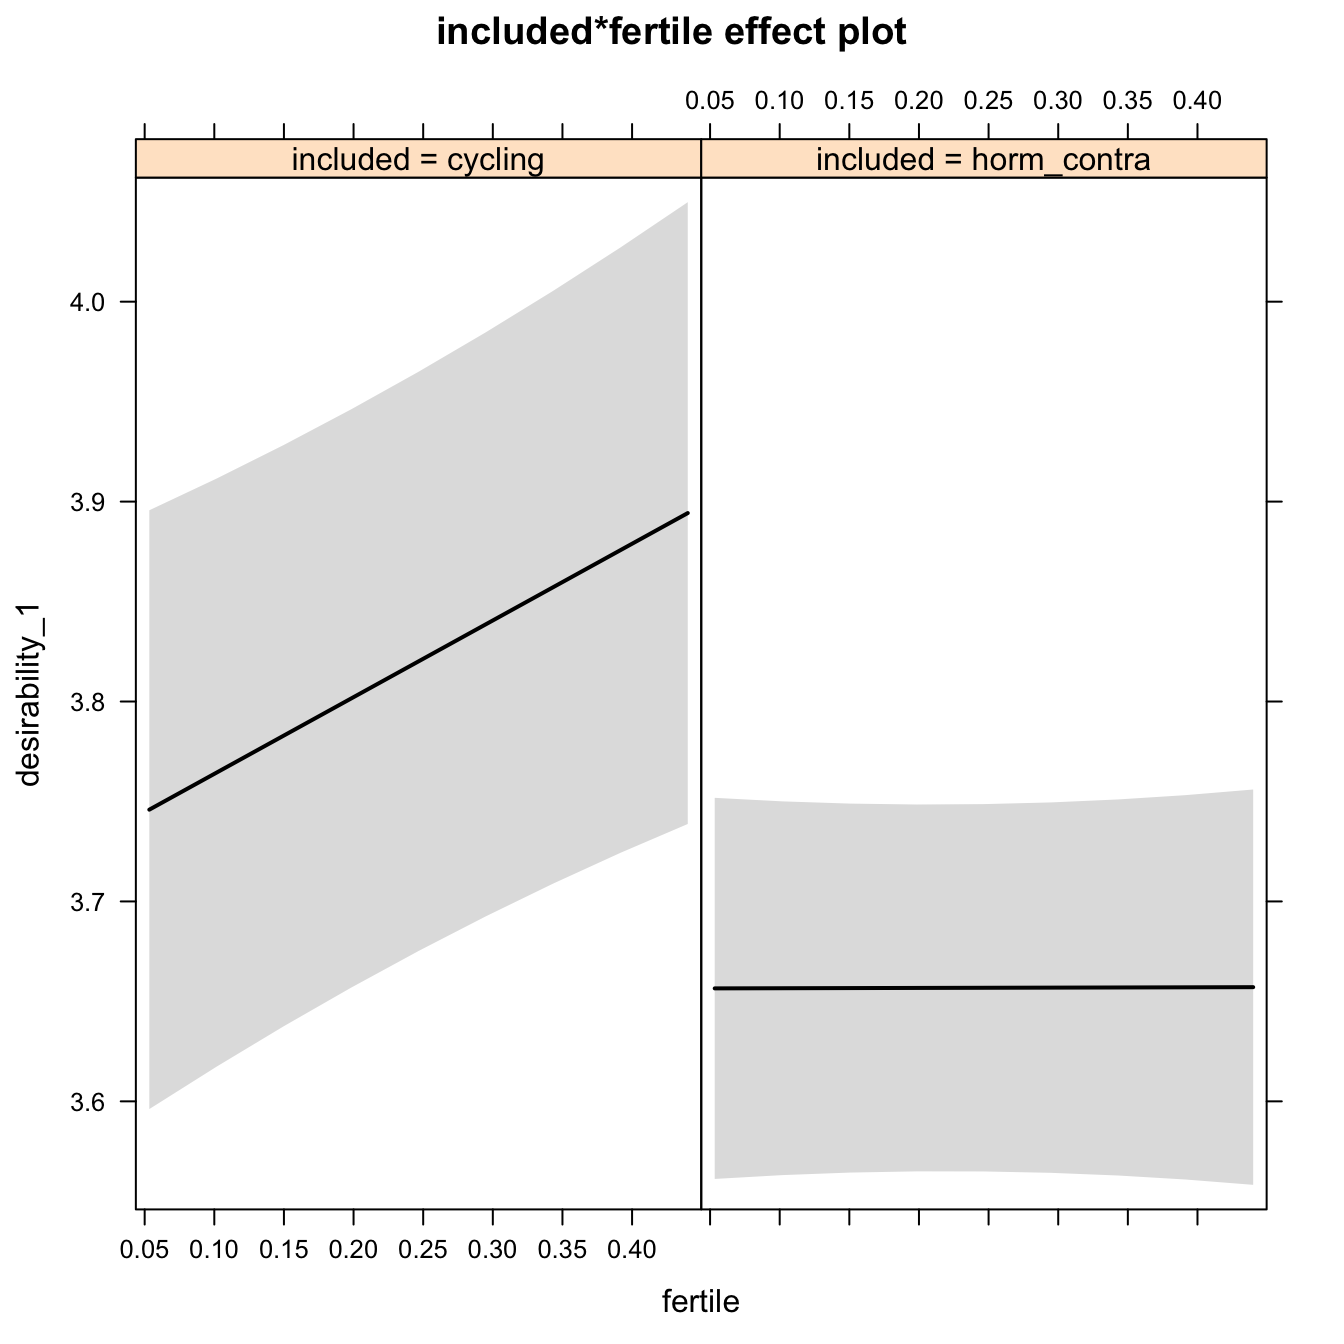 included*fertile effect plot
0.05 0.10 0.15 0.20 0.25 0.30 0.35 0.40
included = cycling
included = horm_contra
4.0
3.9
3.8
3.7
3.6
desirability_1
0.05 0.10 0.15 0.20 0.25 0.30 0.35 0.40
fertile